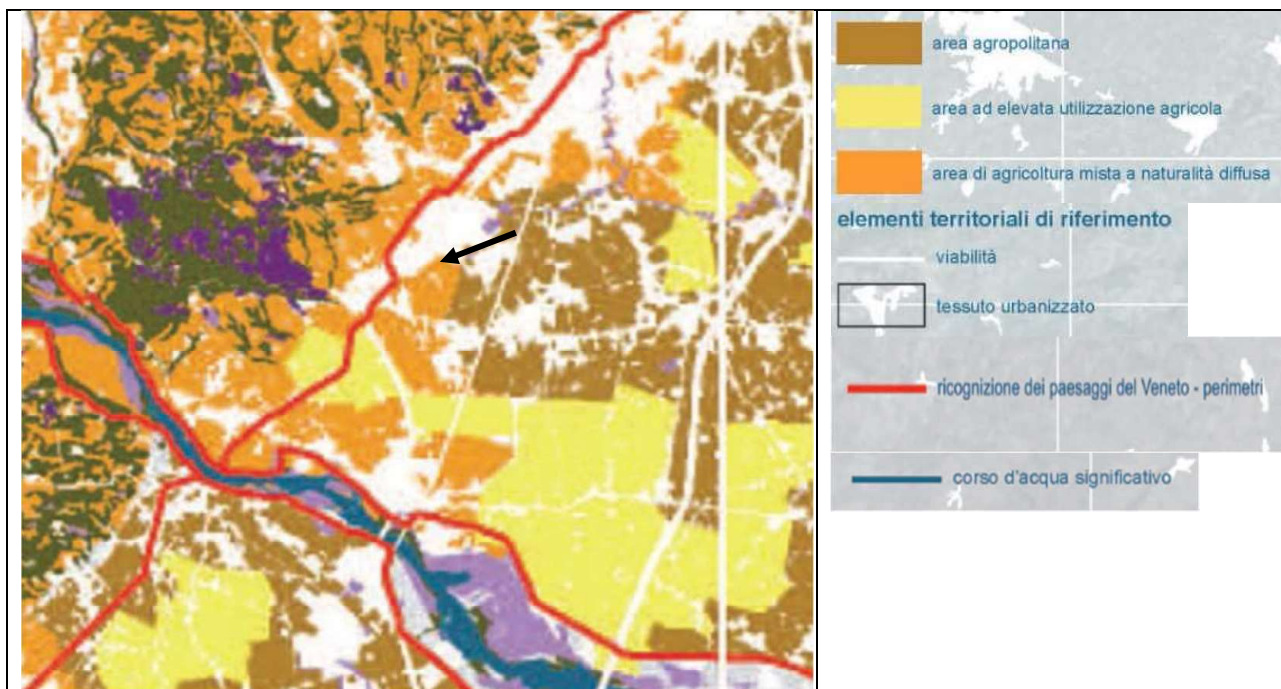 area agropolitana
area ad elevata utilizzazione agricola
area di agricoltura mista a naturalità diffusa
elementi territoriali di riferimento
viabilità
tessuto urbanizzato
ricognizione dei paesaggi del Veneto - perimetri
corso d'acqua significativo